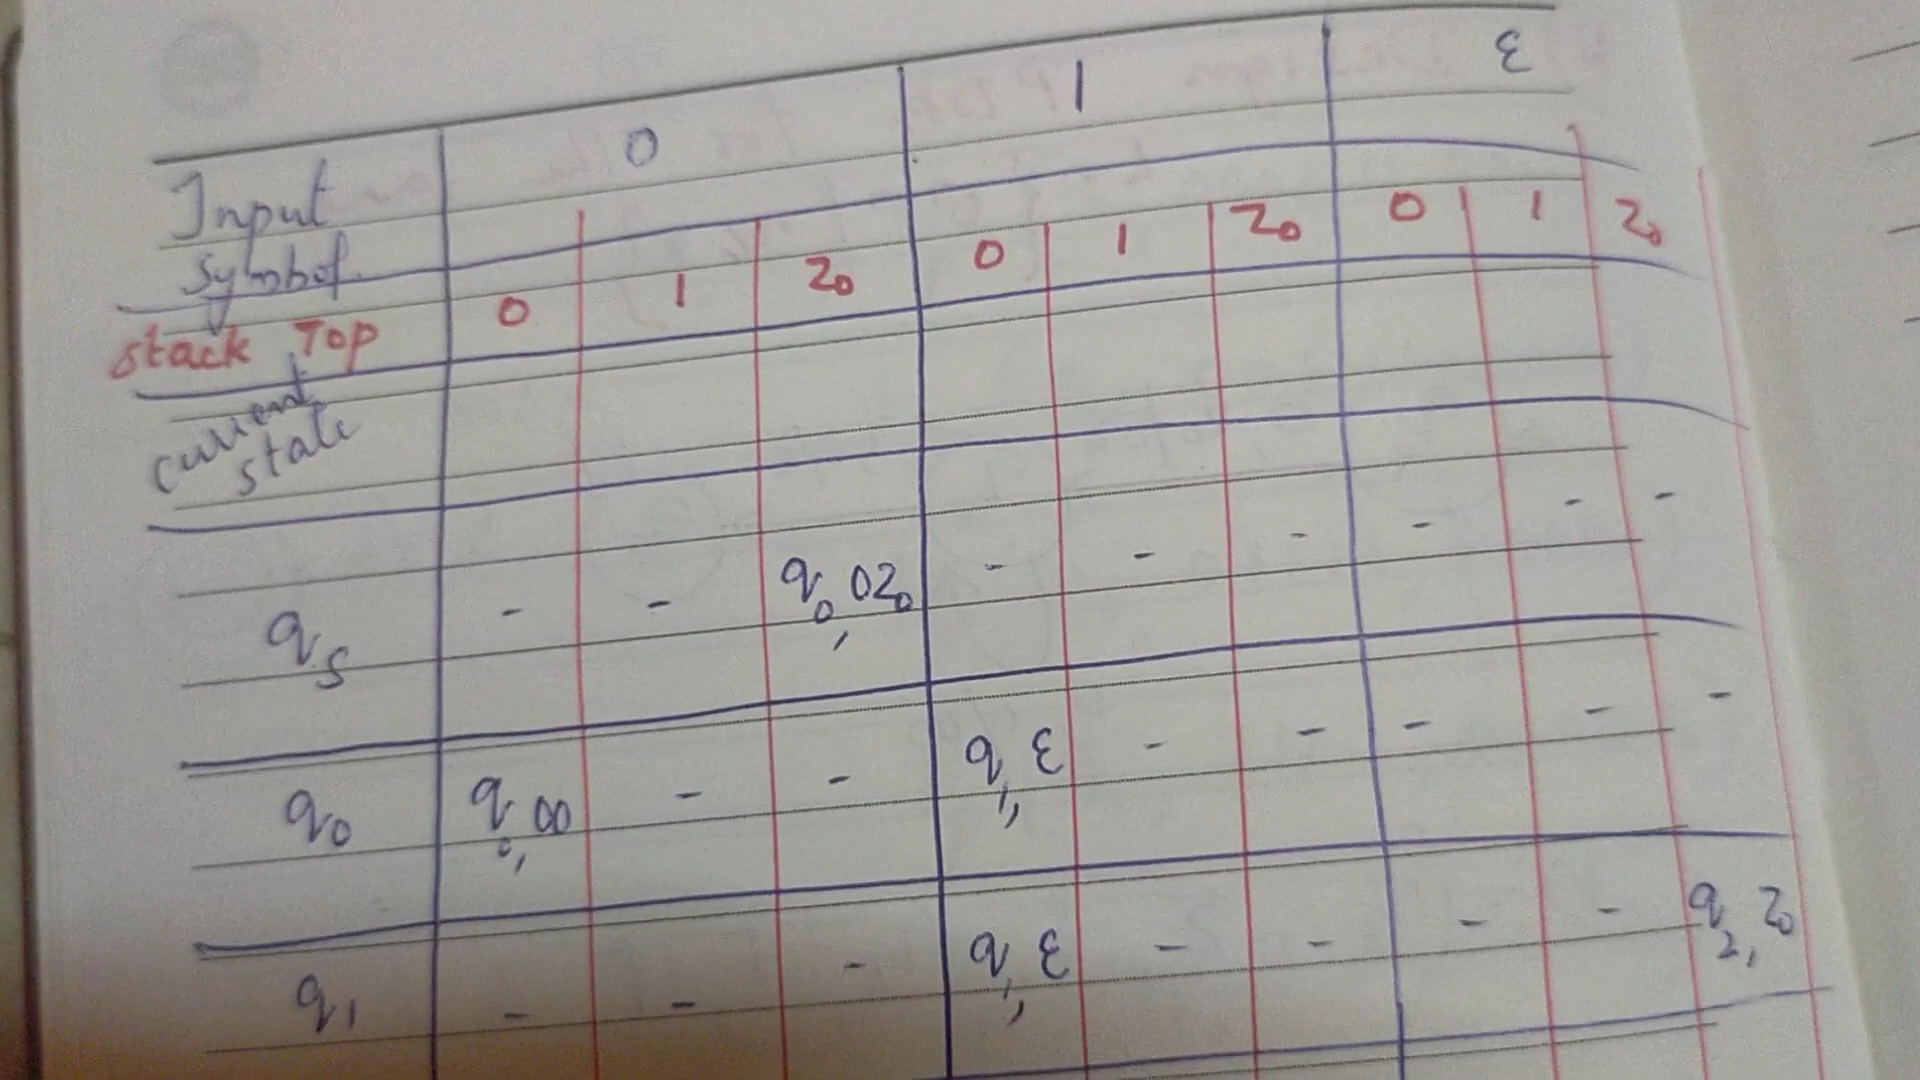 Input Symbol 0 1 ε
Stack Top 0 1 Z0 0 1 Z0 0 1 Z0
current state
qs - - q0, 0Z0 - - - - - -
q0 q0, 00 - - q1, ε - - - - -
q1 - - - q1, ε - - - - q2, Z0